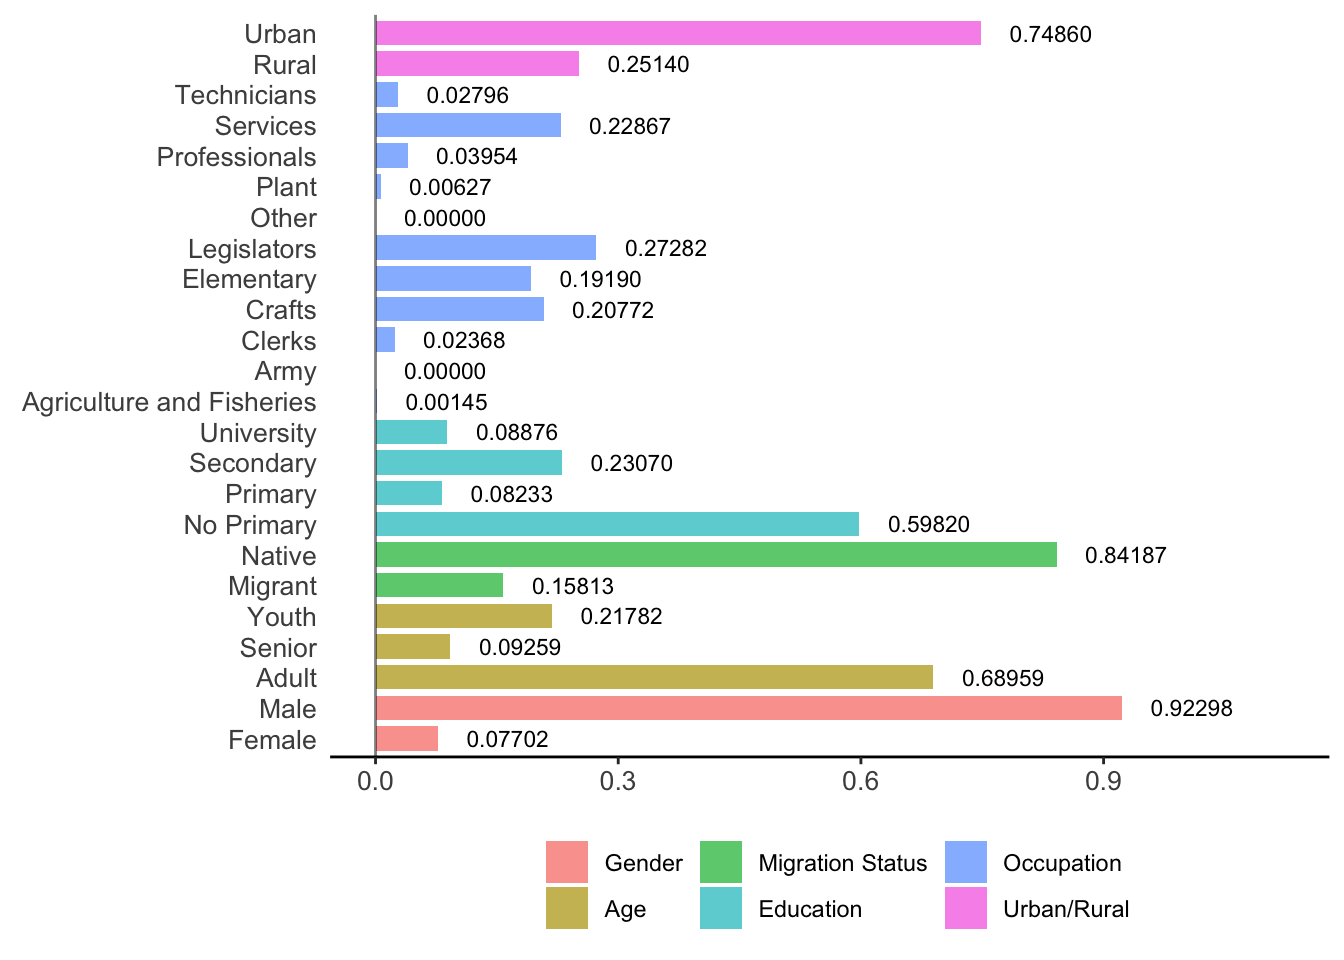 Urban 0.74860
Rural 0.25140
Technicians 0.02796
Services 0.22867
Professionals 0.03954
Plant 0.00627
Other 0.00000
Legislators 0.27282
Elementary 0.19190
Crafts 0.20772
Clerks 0.02368
Army 0.00000
Agriculture and Fisheries 0.00145
University 0.08876
Secondary 0.23070
Primary 0.08233
No Primary 0.59820
Native 0.84187
Migrant 0.15813
Youth 0.21782
Senior 0.09259
Adult 0.68959
Male 0.92298
Female 0.07702
0.0 0.3 0.6 0.9
Gender Migration Status Occupation
Age Education Urban/Rural